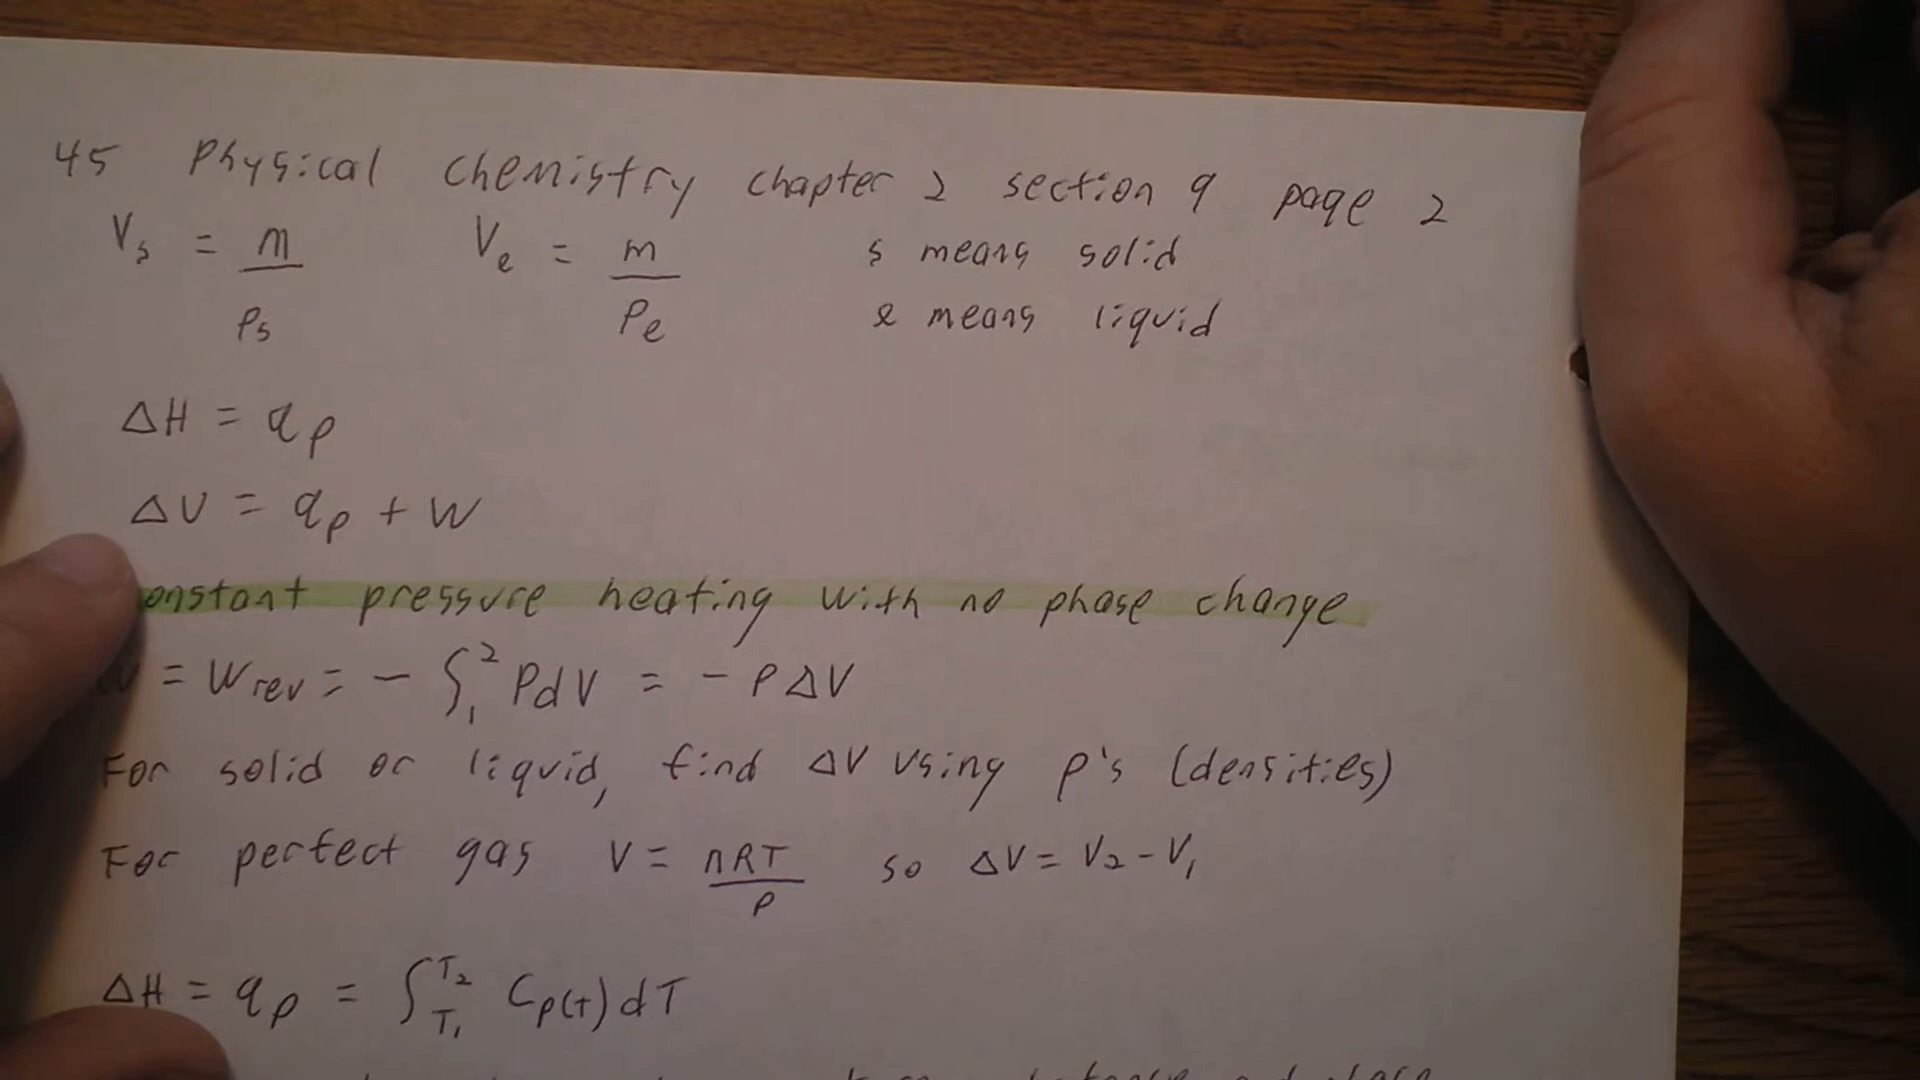 45 Physical chemistry chapter 2 section 9 page 2
Vs = m/ρs Vℓ = m/ρℓ s means solid
ℓ means liquid
ΔH = qp
ΔU = qp + w
onstant pressure heating with no phase change
w = wrev = - ∫₁² PdV = - PΔV
For solid or liquid, find ΔV using ρ's (densities)
For perfect gas V = nRT/P so ΔV = V₂ - V₁
ΔH = qp = ∫T₁^T₂ Cp(T) dT